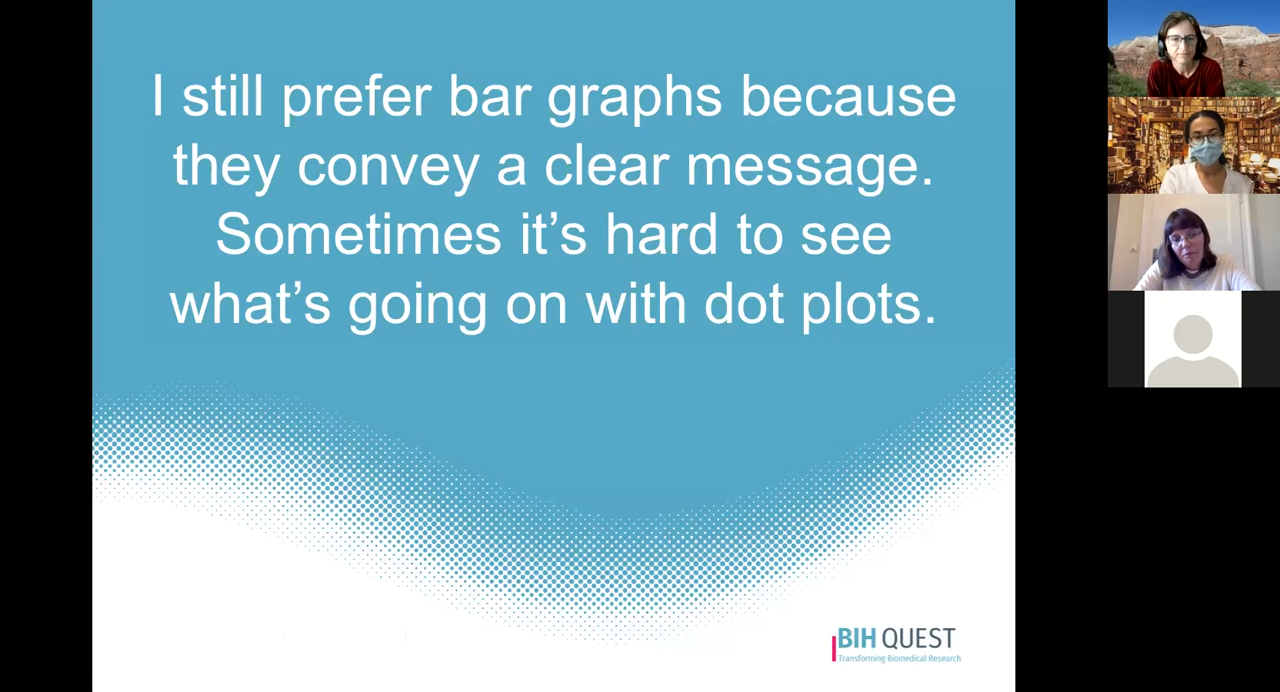 I still prefer bar graphs because
they convey a clear message.
Sometimes it’s hard to see
what’s going on with dot plots.
BIH QUEST
Transforming Biomedical Research